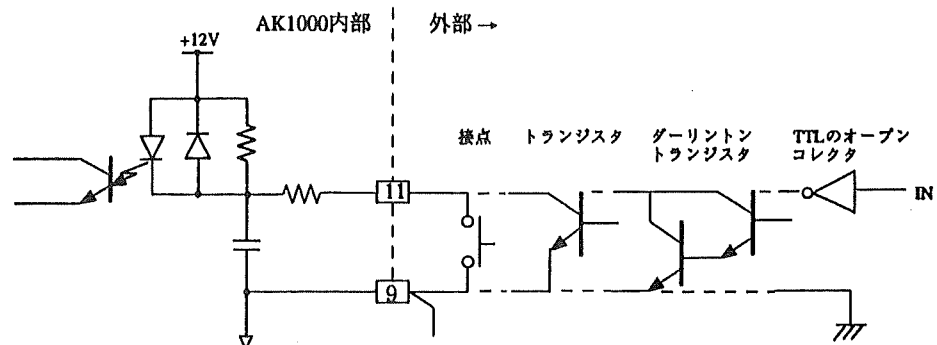 AK1000内部
外部→
+12V
接点
トランジスタ
ダーリントン
トランジスタ
TTLのオープン
コレクタ
11
IN
9